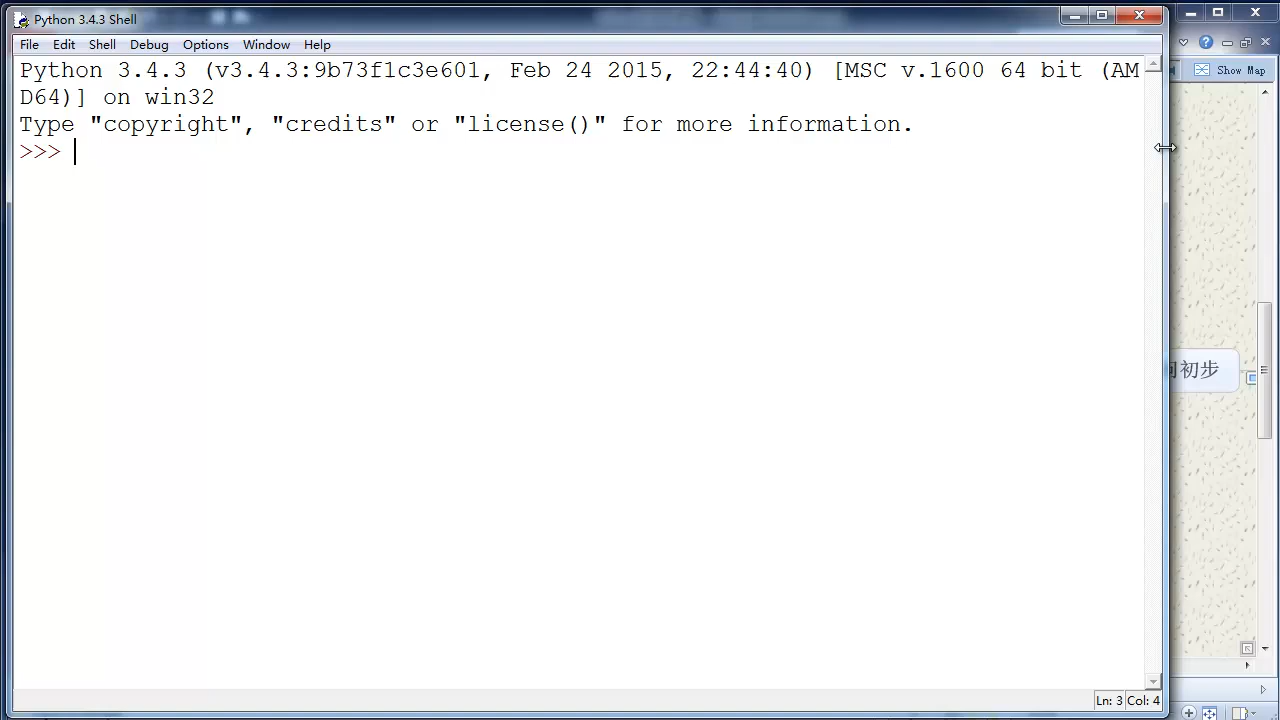 Python 3.4.3 Shell
File Edit Shell Debug Options Window Help
Python 3.4.3 (v3.4.3:9b73f1c3e601, Feb 24 2015, 22:44:40) [MSC v.1600 64 bit (AM
D64)] on win32
Type "copyright", "credits" or "license()" for more information.
>>>
Show Map
初步
Ln: 3 Col: 4